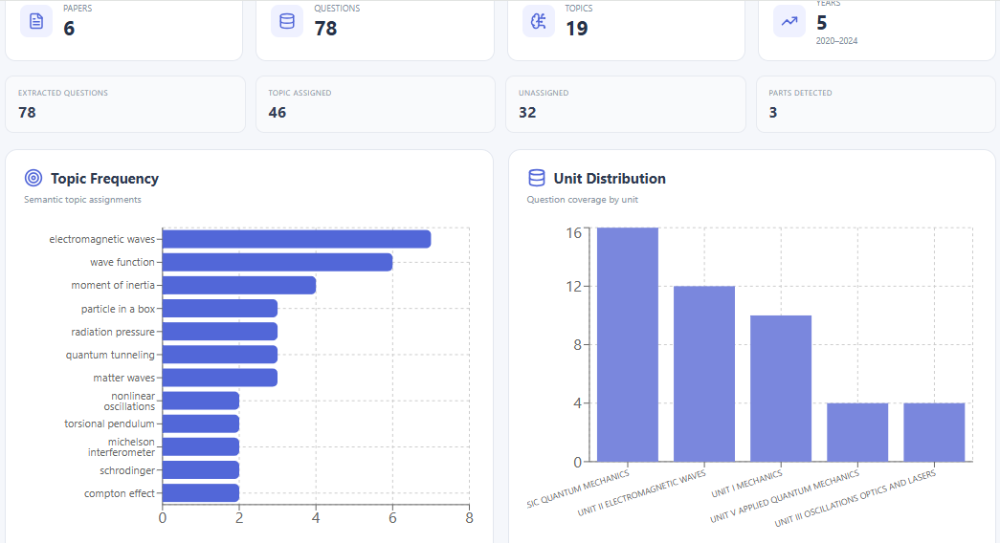 PAPERS
6
QUESTIONS
78
TOPICS
19
YEARS
5
2020–2024
EXTRACTED QUESTIONS
78
TOPIC ASSIGNED
46
UNASSIGNED
32
PARTS DETECTED
3
Topic Frequency
Semantic topic assignments
electromagnetic waves
wave function
moment of inertia
particle in a box
radiation pressure
quantum tunneling
matter waves
nonlinear
oscillations
torsional pendulum
michelson
interferometer
schrodinger
compton effect
0 2 4 6 8
Unit Distribution
Question coverage by unit
16
12
8
4
0
SIC QUANTUM MECHANICS
UNIT II ELECTROMAGNETIC WAVES
UNIT I MECHANICS
UNIT V APPLIED QUANTUM MECHANICS
UNIT III OSCILLATIONS OPTICS AND LASERS